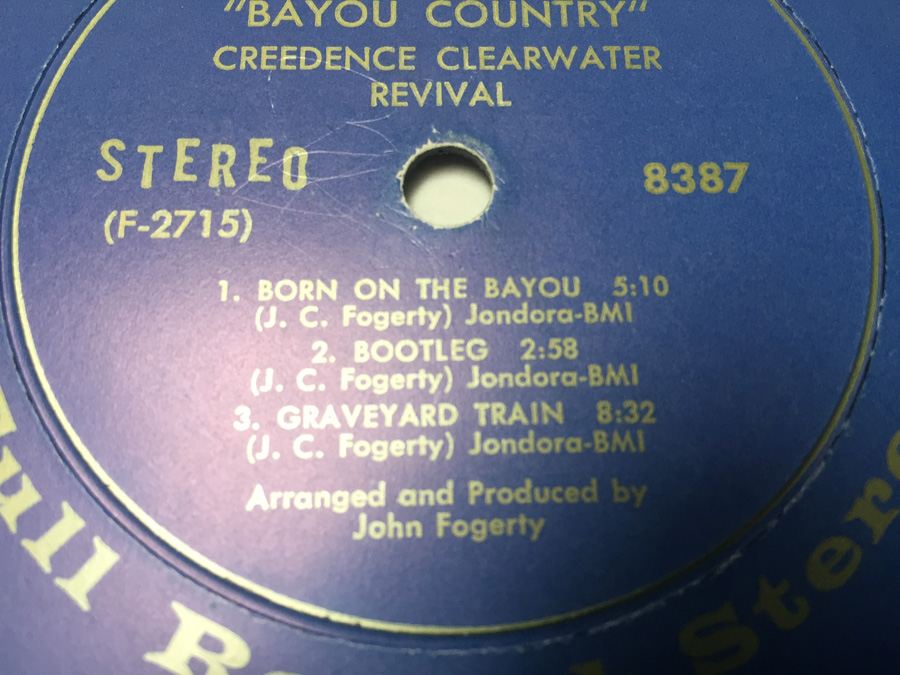 "BAYOU COUNTRY"
CREEDENCE CLEARWATER
REVIVAL
STEREO
8387
(F-2715)
1. BORN ON THE BAYOU 5:10
(J. C. Fogerty) Jondora-BMI
2. BOOTLEG 2:58
(J. C. Fogerty) Jondora-BMI
3. GRAVEYARD TRAIN 8:32
(J. C. Fogerty) Jondora-BMI
Arranged and Produced by
John Fogerty
Full
Stereo